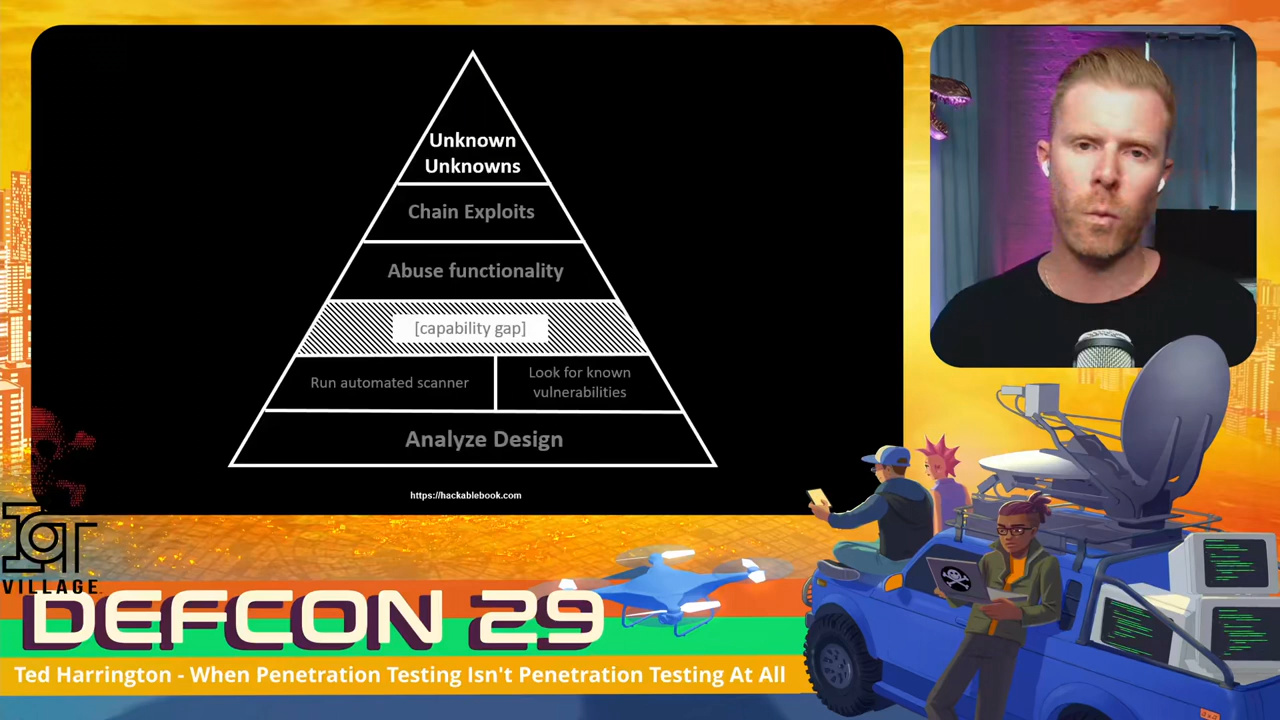 Unknown
Unknowns
Chain Exploits
Abuse functionality
[capability gap]
Run automated scanner
Look for known
vulnerabilities
Analyze Design
https://hackablebook.com
IOT
VILLAGE
DEFCON 29
Ted Harrington - When Penetration Testing Isn't Penetration Testing At All